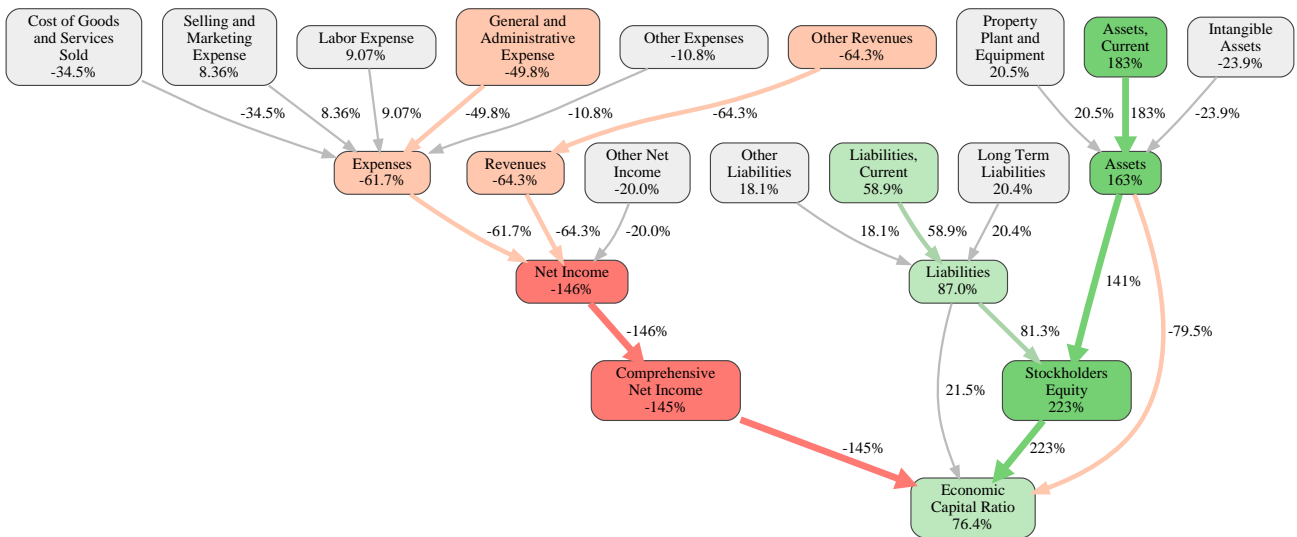 Cost of Goods
and Services
Sold
-34.5%
Selling and
Marketing
Expense
8.36%
Labor Expense
9.07%
General and
Administrative
Expense
-49.8%
Other Expenses
-10.8%
Other Revenues
-64.3%
Property
Plant and
Equipment
20.5%
Assets,
Current
183%
Intangible
Assets
-23.9%
-34.5%
8.36%
9.07%
-49.8%
-10.8%
-64.3%
20.5%
183%
-23.9%
Expenses
-61.7%
Revenues
-64.3%
Other Net
Income
-20.0%
Other
Liabilities
18.1%
Liabilities,
Current
58.9%
Long Term
Liabilities
20.4%
Assets
163%
-61.7%
-64.3%
-20.0%
18.1%
58.9%
20.4%
Net Income
-146%
Liabilities
87.0%
141%
-146%
81.3%
-79.5%
Comprehensive
Net Income
-145%
21.5%
Stockholders
Equity
223%
-145%
223%
Economic
Capital Ratio
76.4%